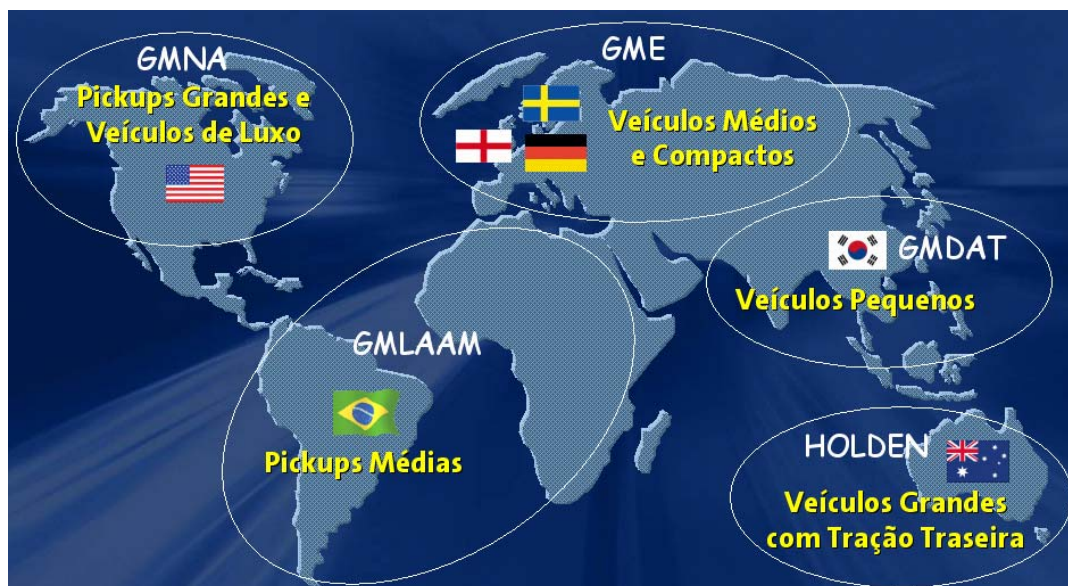 GMNA
Pickups Grandes e
Veículos de Luxo
GME
Veículos Médios
e Compactos
GMDAT
Veículos Pequenos
GMLAAM
Pickups Médias
HOLDEN
Veículos Grandes
com Tração Traseira